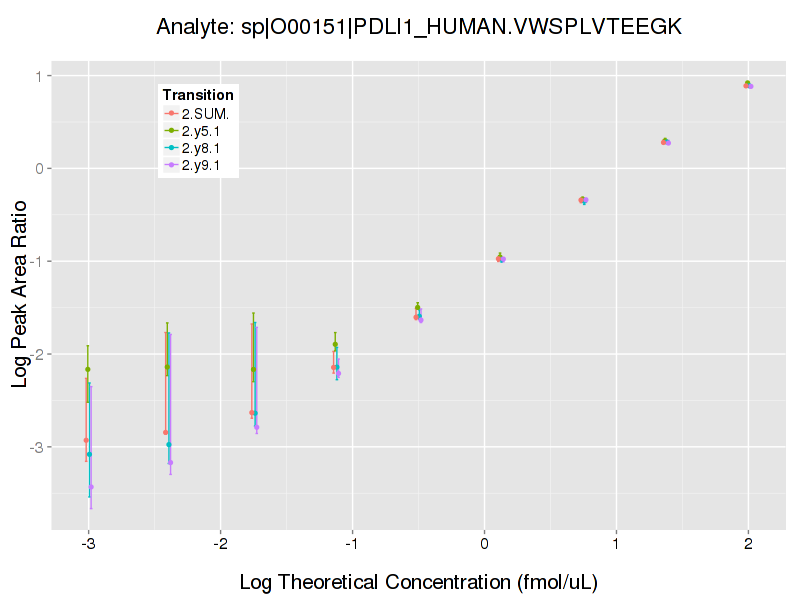 Analyte: sp|O00151|PDLI1_HUMAN.VWSPLVTEEGK
Transition
2.SUM.
2.y5.1
2.y8.1
2.y9.1
Log Peak Area Ratio
1
0
-1
-2
-3
-3 -2 -1 0 1 2
Log Theoretical Concentration (fmol/uL)